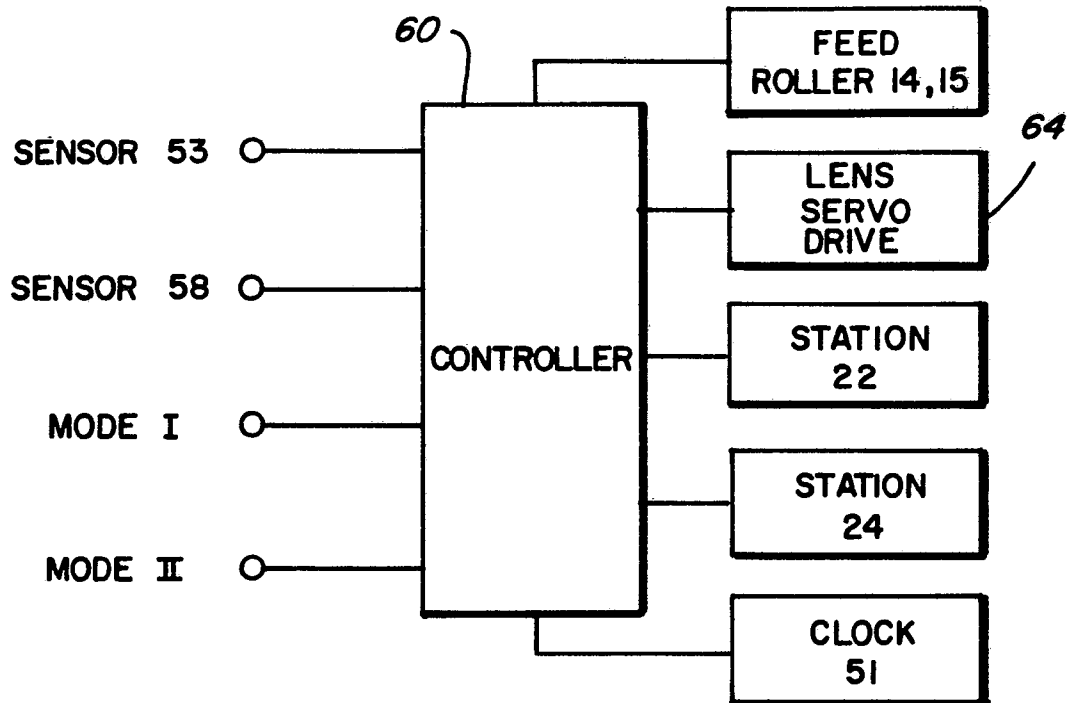 60
FEED
ROLLER 14,15
64
SENSOR 53
LENS
SERVO
DRIVE
SENSOR 58
CONTROLLER
STATION
22
MODE I
STATION
24
MODE II
CLOCK
51